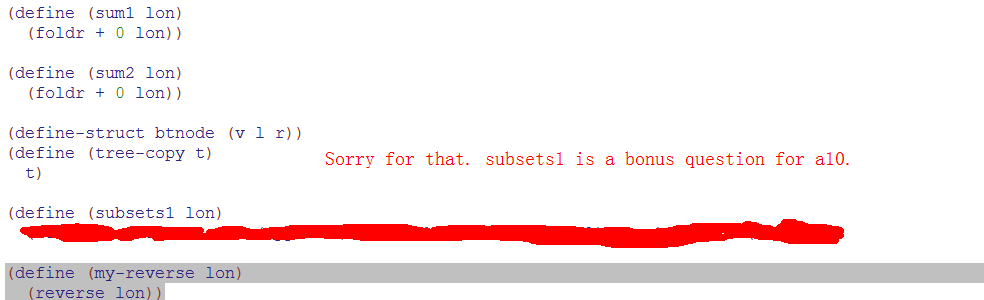 (define (sum1 lon)
(foldr + 0 lon))
(define (sum2 lon)
(foldr + 0 lon))
(define-struct btnode (v l r))
(define (tree-copy t)
t)
Sorry for that. subsets1 is a bonus question for a10.
(define (subsets1 lon)
(define (my-reverse lon)
(reverse lon))